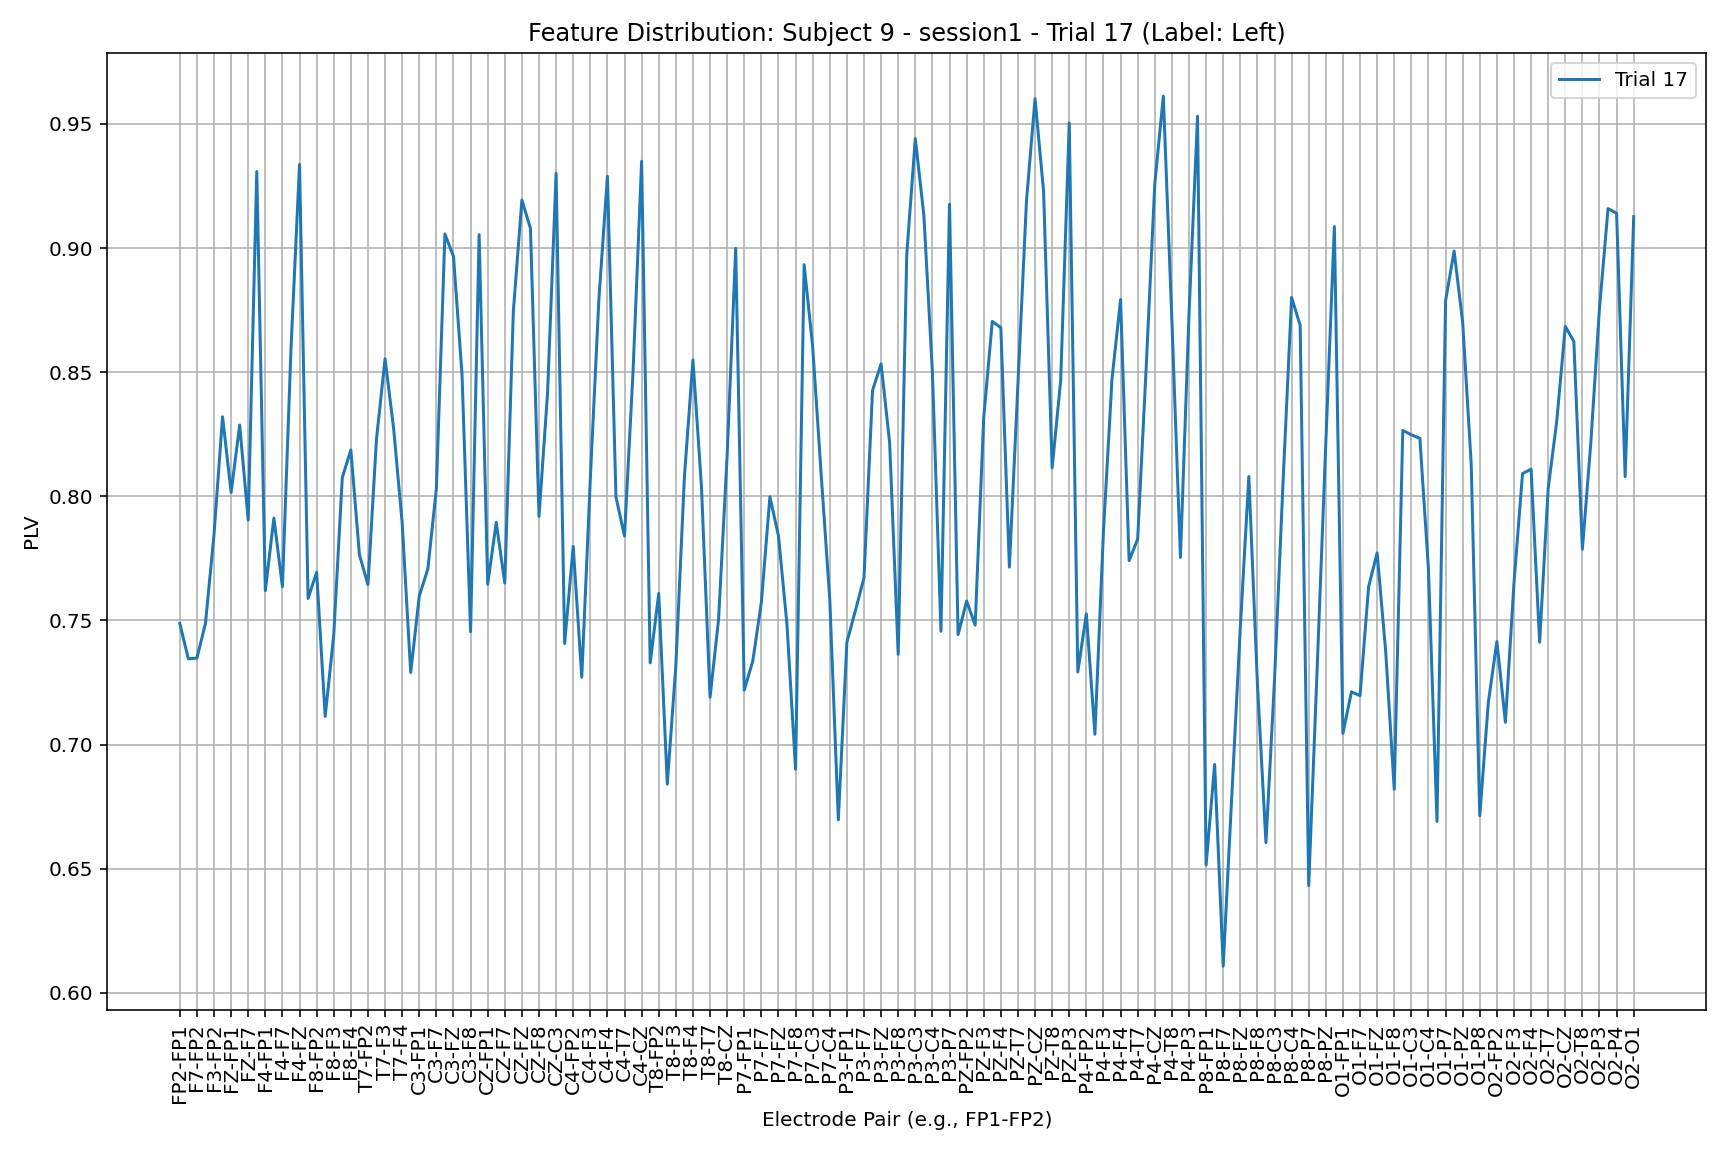 Feature Distribution: Subject 9 - session1 - Trial 17 (Label: Left)
Trial 17
PLV
0.95
0.90
0.85
0.80
0.75
0.70
0.65
0.60
FP2-FP1
F7-FP2
F3-FP2
FZ-FP1
FZ-F7
F4-FP1
F4-F7
F4-FZ
F8-FP2
F8-F3
F8-F4
T7-FP2
T7-F3
T7-F4
C3-FP1
C3-F7
C3-FZ
C3-F8
CZ-FP1
CZ-F7
CZ-FZ
CZ-F8
CZ-C3
C4-FP2
C4-F3
C4-F4
C4-T7
C4-CZ
T8-FP2
T8-F3
T8-F4
T8-T7
T8-CZ
P7-FP1
P7-F7
P7-FZ
P7-F8
P7-C3
P7-C4
P3-FP1
P3-F7
P3-FZ
P3-F8
P3-C3
P3-C4
P3-P7
PZ-FP2
PZ-F3
PZ-F4
PZ-T7
PZ-CZ
PZ-T8
PZ-P3
P4-FP2
P4-F3
P4-F4
P4-T7
P4-CZ
P4-T8
P4-P3
P8-FP1
P8-F7
P8-FZ
P8-F8
P8-C3
P8-C4
P8-P7
P8-PZ
O1-FP1
O1-F7
O1-FZ
O1-F8
O1-C3
O1-C4
O1-P7
O1-PZ
O1-P8
O2-FP2
O2-F3
O2-F4
O2-T7
O2-CZ
O2-T8
O2-P3
O2-P4
O2-O1
Electrode Pair (e.g., FP1-FP2)